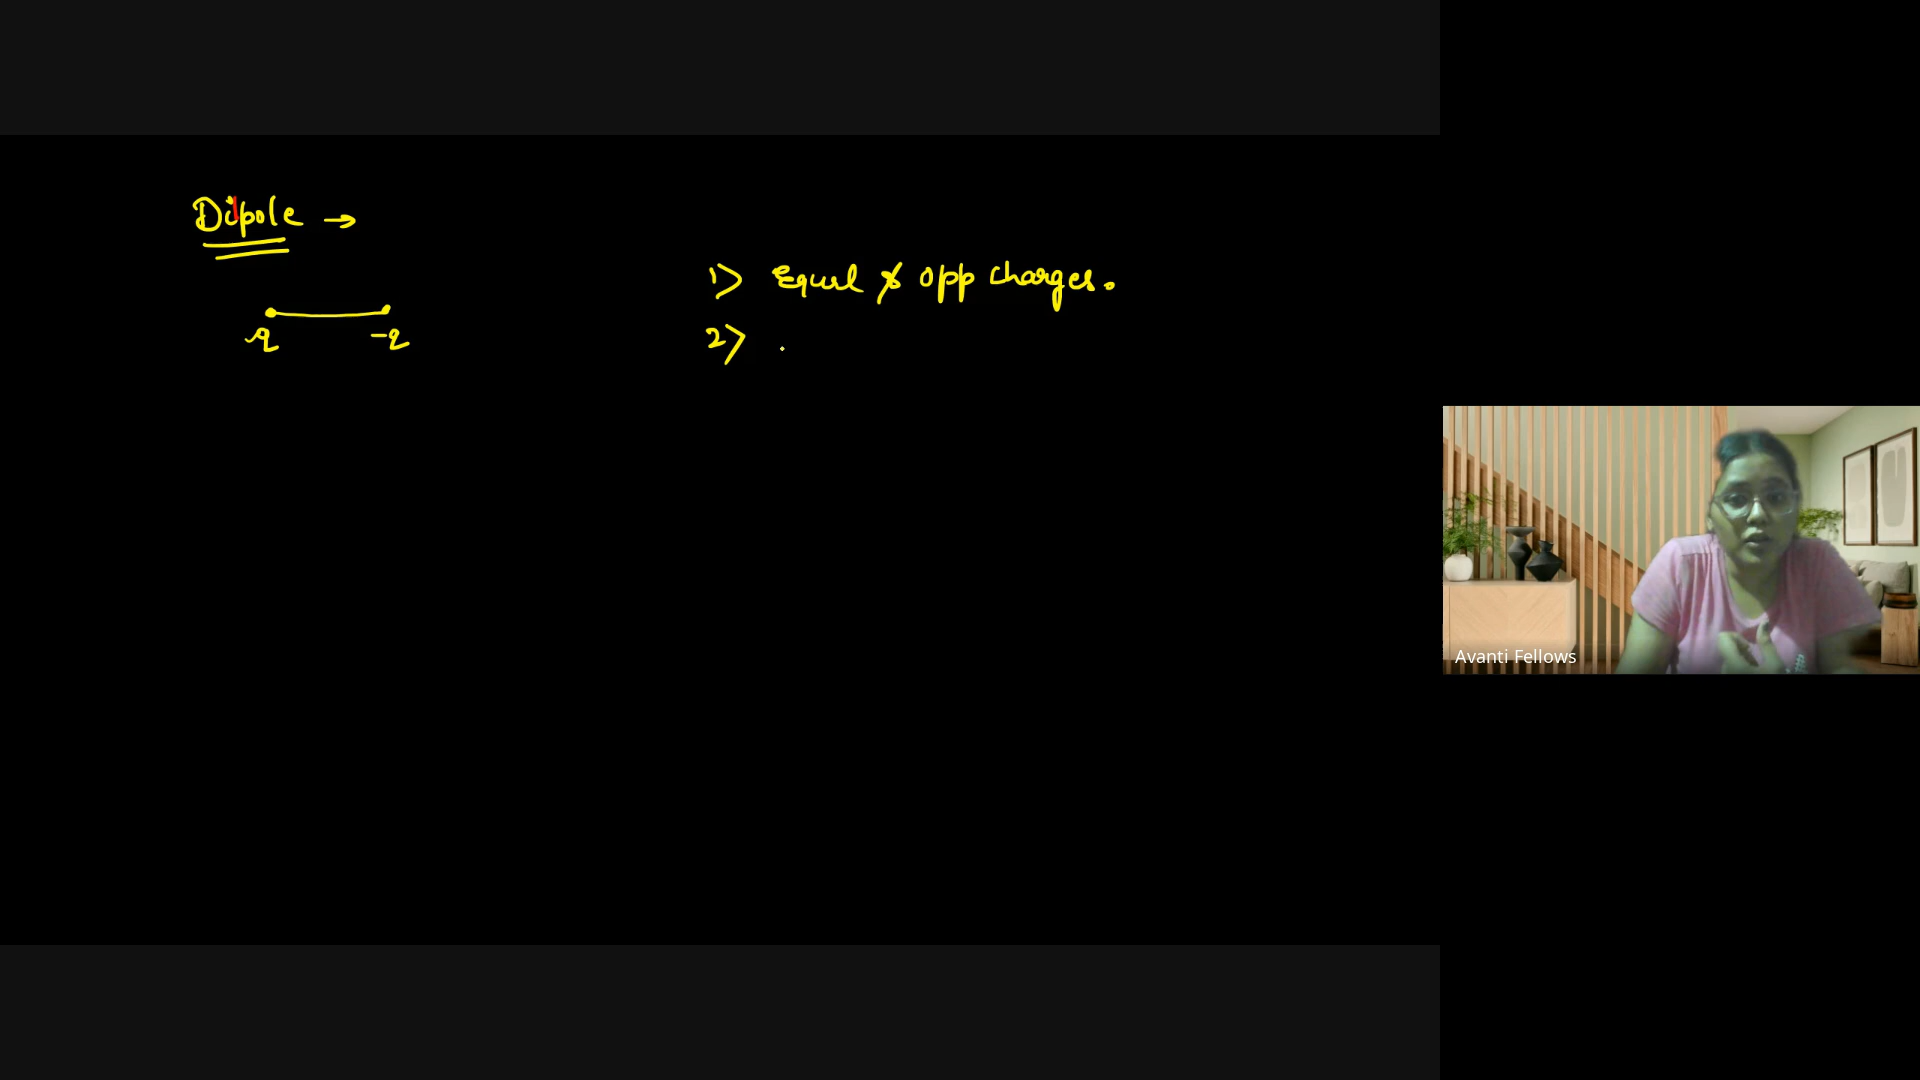 Dipole →
1) Equal & opp charges.
q -q
2) .
Avanti Fellows